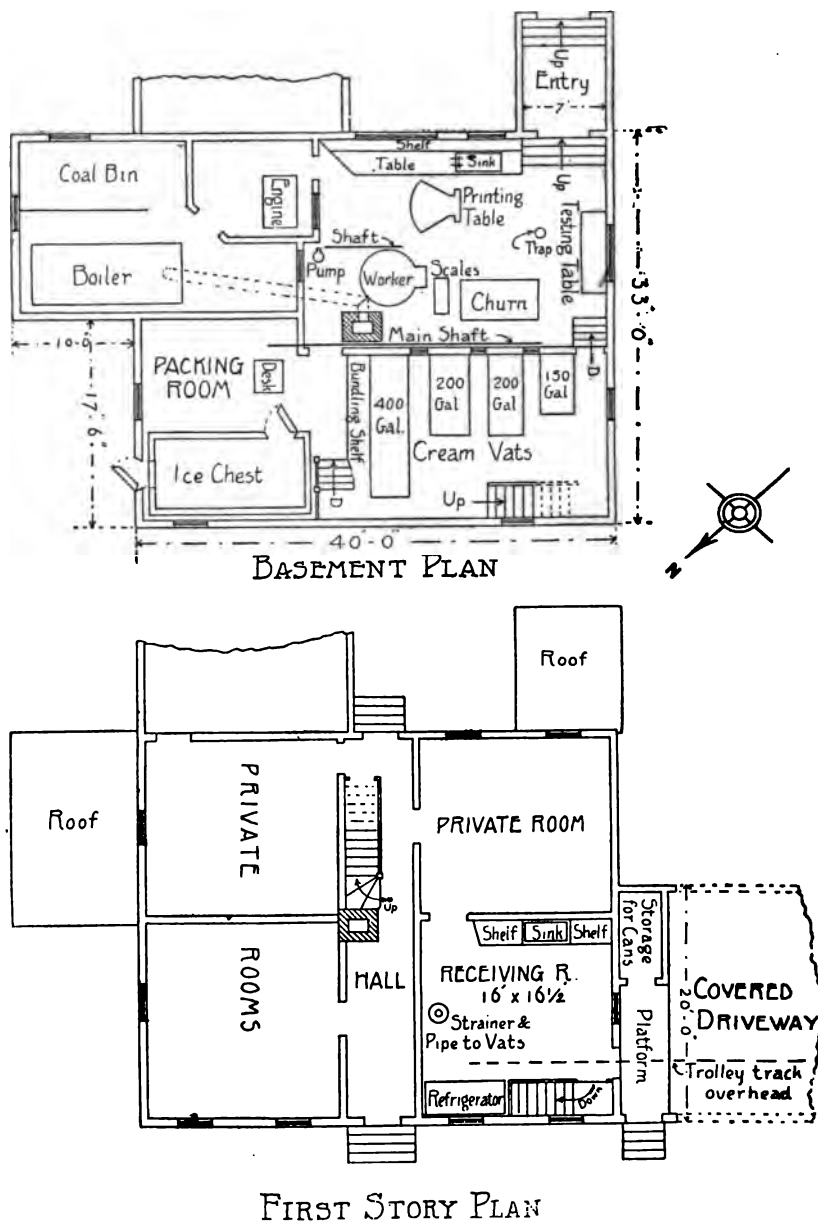 Up
Entry
7'
Shelf
Table
Sink
Coal Bin
Engine
Printing
Table
Up
Testing Table
Trap
Shaft
Pump
Worker
Scales
Boiler
Churn
33'-0"
Main Shaft
10'-0"
PACKING
ROOM
Desk
D.
17'-6"
Bundling Shelf
400
Gal.
200
Gal
200
Gal
150
Gal
Cream Vats
Ice Chest
D
Up
40'-0"
BASEMENT PLAN
N
Roof
Roof
PRIVATE
ROOMS
PRIVATE ROOM
Up
HALL
Shelf
Sink
Shelf
Storage
for Cans
RECEIVING R.
16' x 16½'
Strainer &
Pipe to Vats
Platform
20'-0"
COVERED
DRIVEWAY
Trolley track
overhead
Refrigerator
Down
FIRST STORY PLAN